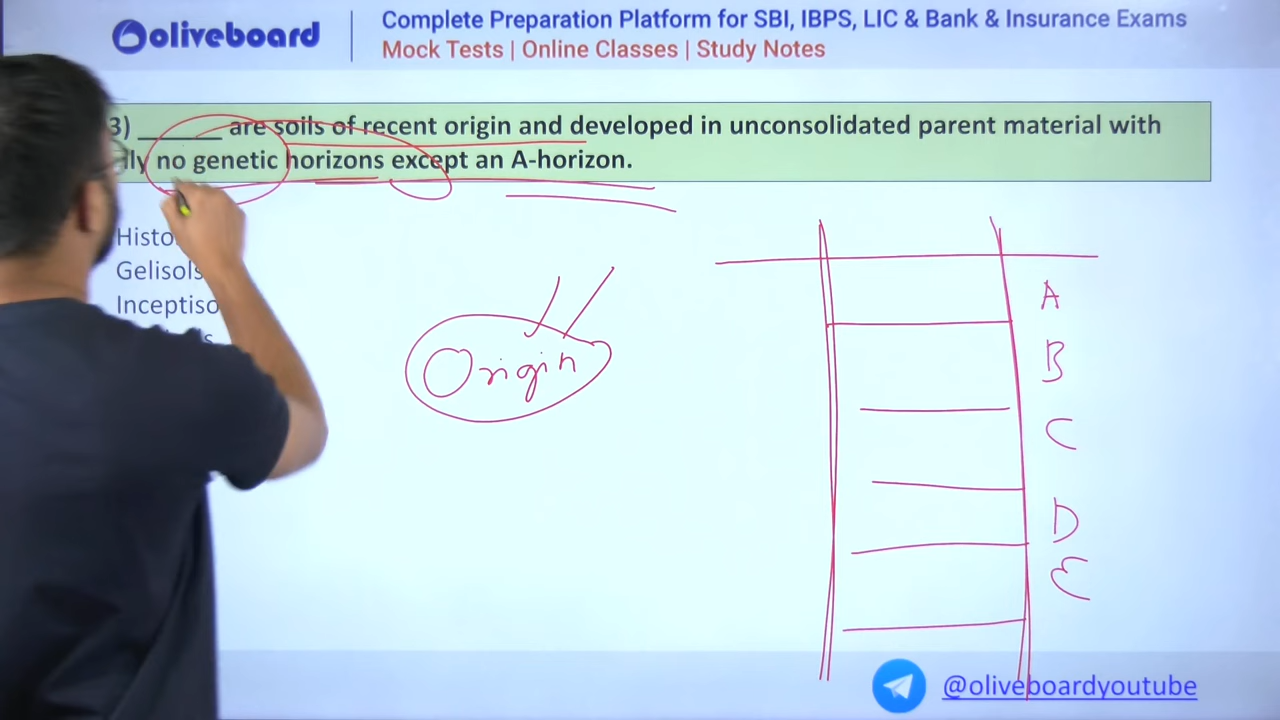 oliveboard
Complete Preparation Platform for SBI, IBPS, LIC & Bank & Insurance Exams
Mock Tests | Online Classes | Study Notes
3) ______ are soils of recent origin and developed in unconsolidated parent material with
no genetic horizons except an A-horizon.
Gelisols
Origin
A
B
C
D
E
@oliveboardyoutube